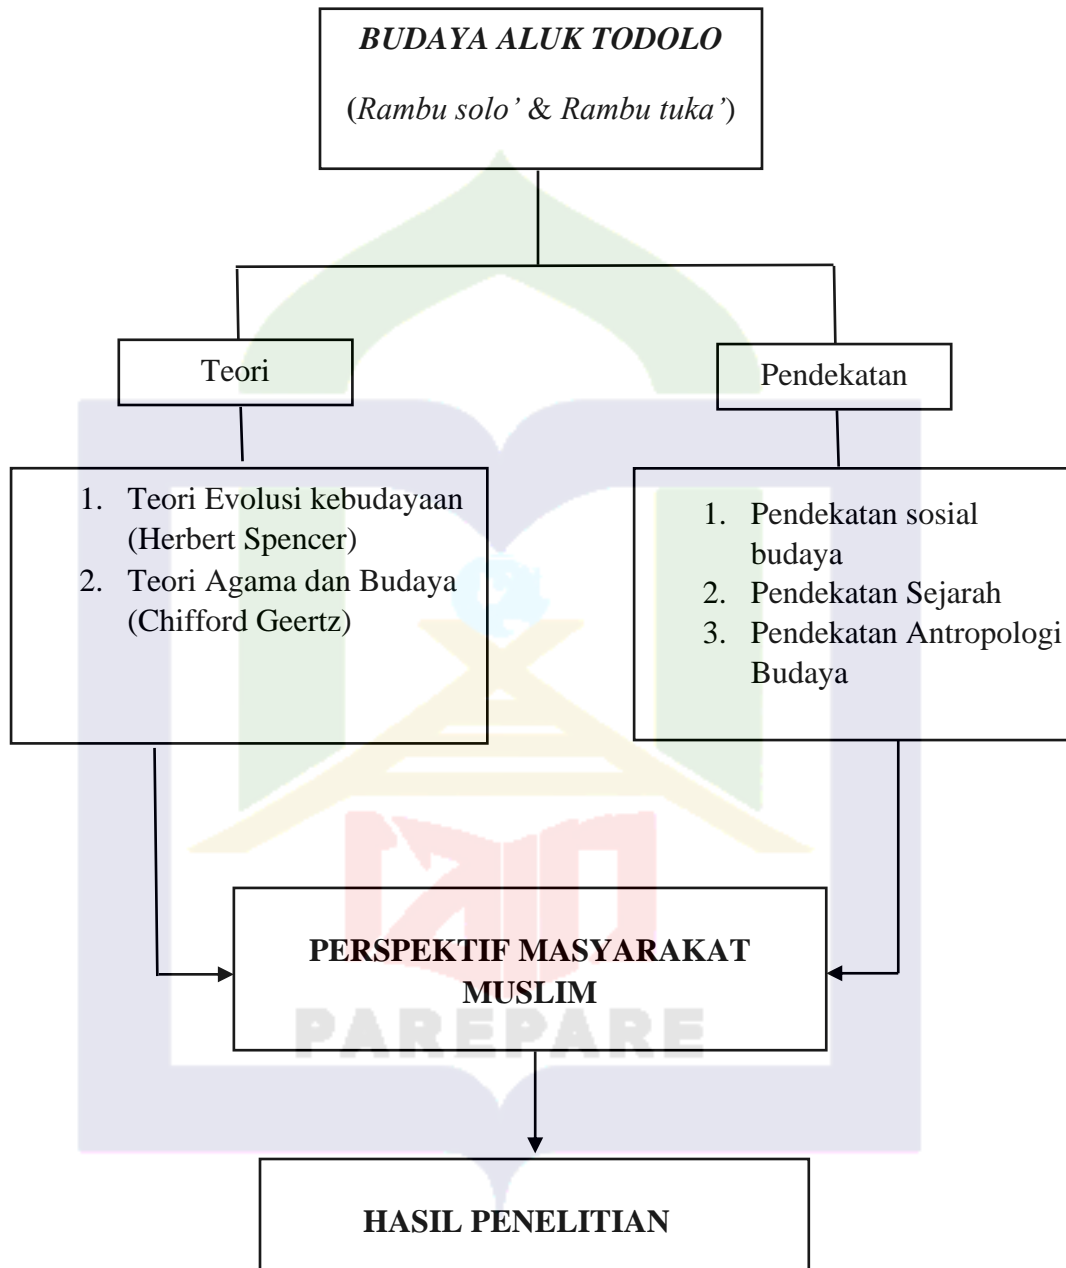 BUDAYA ALUK TODOLO
(Rambu solo’ & Rambu tuka’)
Teori
Pendekatan
1. Teori Evolusi kebudayaan
(Herbert Spencer)
2. Teori Agama dan Budaya
(Chifford Geertz)
1. Pendekatan sosial
budaya
2. Pendekatan Sejarah
3. Pendekatan Antropologi
Budaya
PERSPEKTIF MASYARAKAT
MUSLIM
PAREPARE
HASIL PENELITIAN